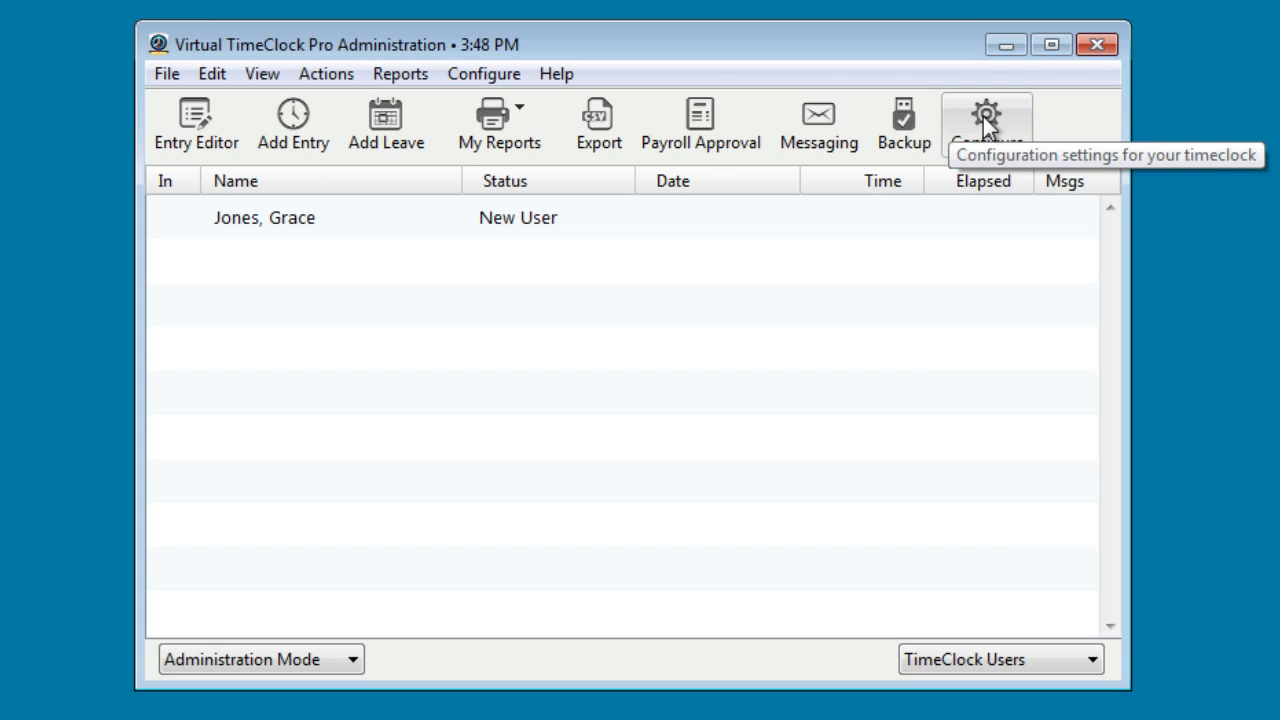 Virtual TimeClock Pro Administration • 3:48 PM
File Edit View Actions Reports Configure Help
Entry Editor Add Entry Add Leave My Reports Export Payroll Approval Messaging Backup
Configuration settings for your timeclock
In Name Status Date Time Elapsed Msgs
Jones, Grace New User
Administration Mode TimeClock Users